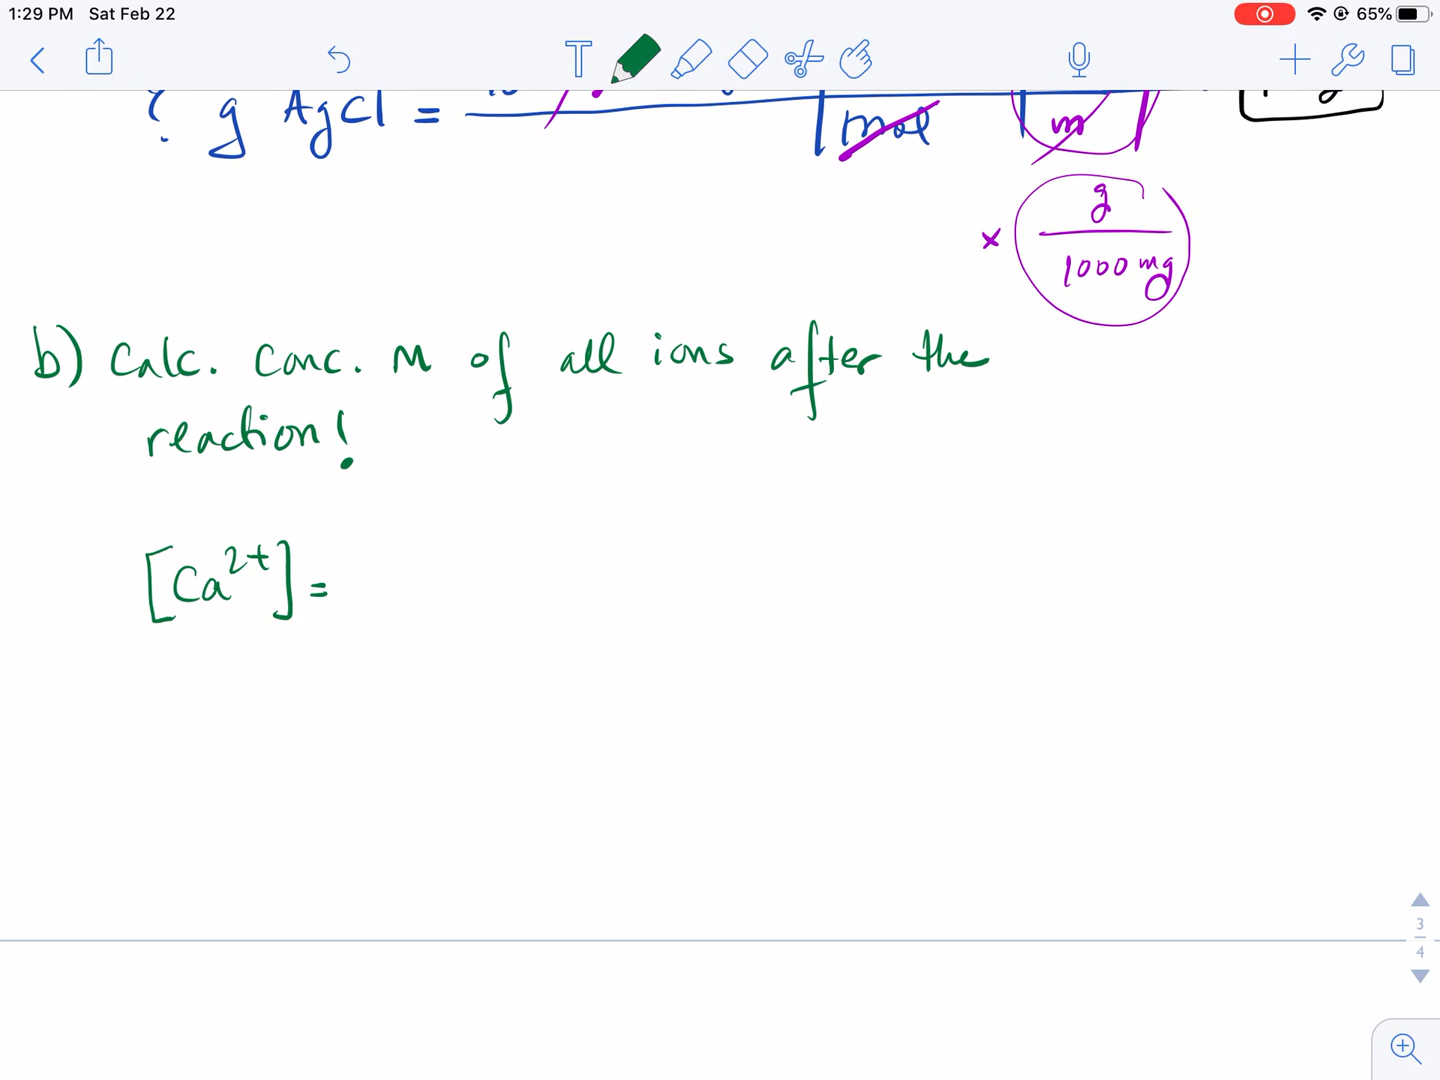 1:29 PM Sat Feb 22
65%
T
? g AgCl =
mol
m
× g
1000 mg
b) Calc. Conc. M of all ions after the
reaction!
[Ca²⁺] =
3
4